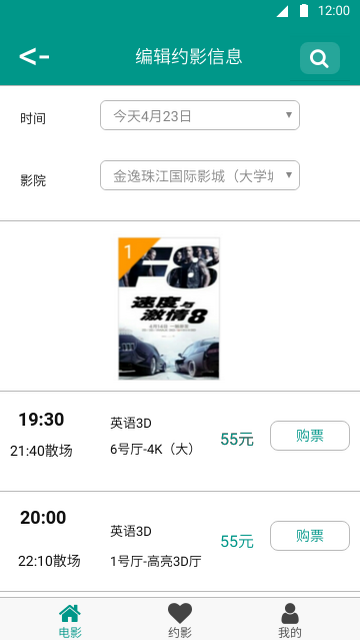 12:00
<- 编辑约影信息
时间 今天4月23日
影院 金逸珠江国际影城（大学城
1
F8
速度与
激情8
19:30 英语3D
21:40散场 6号厅-4K（大） 55元 购票
20:00 英语3D
22:10散场 1号厅-高亮3D厅 55元 购票
电影 约影 我的